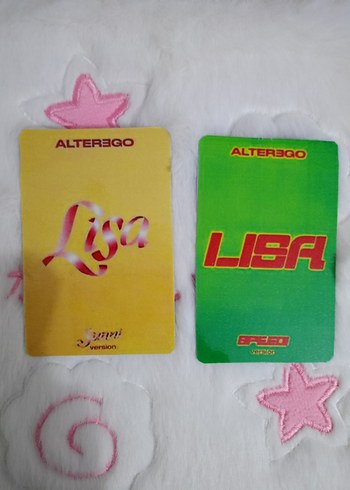 ALTERƎGO
Lisa
Sunni
version
ALTERƎGO
LISA
SPEEDI
version